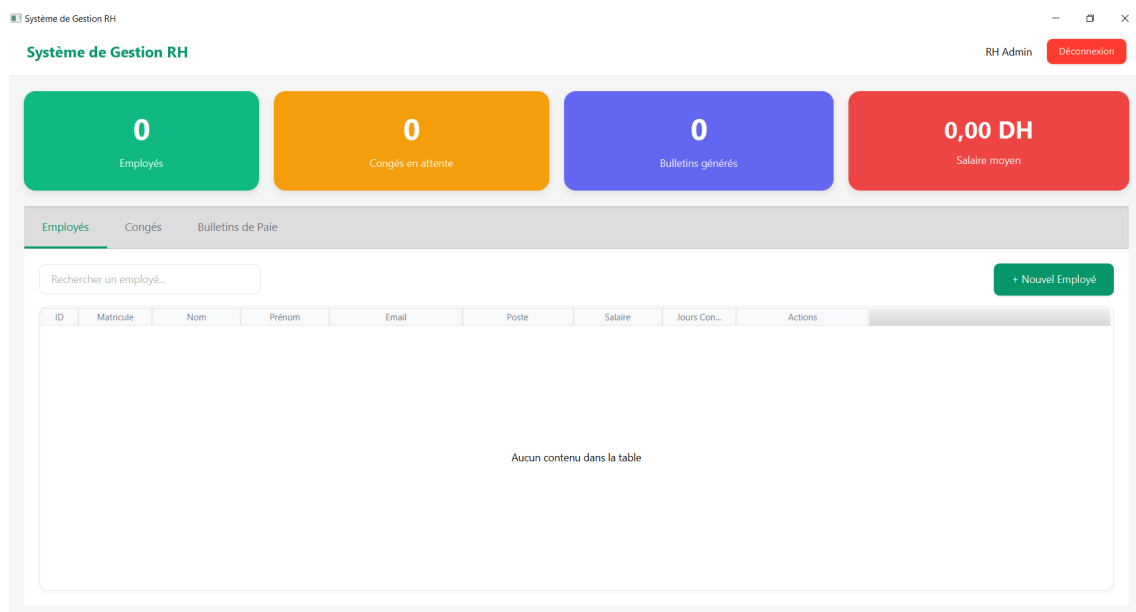 Système de Gestion RH
Système de Gestion RH
RH Admin
Déconnexion
0
Employés
0
Congés en attente
0
Bulletins générés
0,00 DH
Salaire moyen
Employés Congés Bulletins de Paie
Rechercher un employé...
+ Nouvel Employé
ID Matricule Nom Prénom Email Poste Salaire Jours Con... Actions
Aucun contenu dans la table